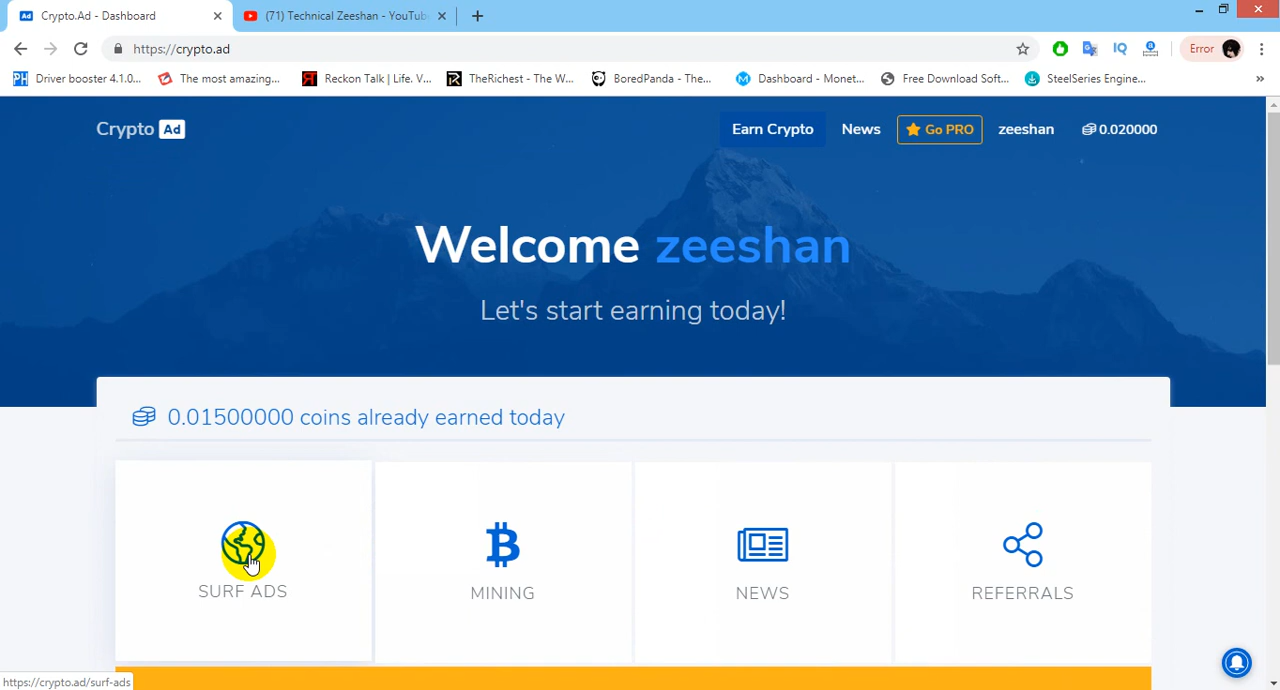 Crypto.Ad - Dashboard
(71) Technical Zeeshan - YouTub
https://crypto.ad
Error
Driver booster 4.1.0...
The most amazing...
Reckon Talk | Life. V...
TheRichest - The W...
BoredPanda - The...
Dashboard - Monet...
Free Download Soft...
SteelSeries Engine...
Crypto Ad
Earn Crypto
News
Go PRO
zeeshan
0.020000
Welcome zeeshan
Let's start earning today!
0.01500000 coins already earned today
SURF ADS
MINING
NEWS
REFERRALS
https://crypto.ad/surf-ads